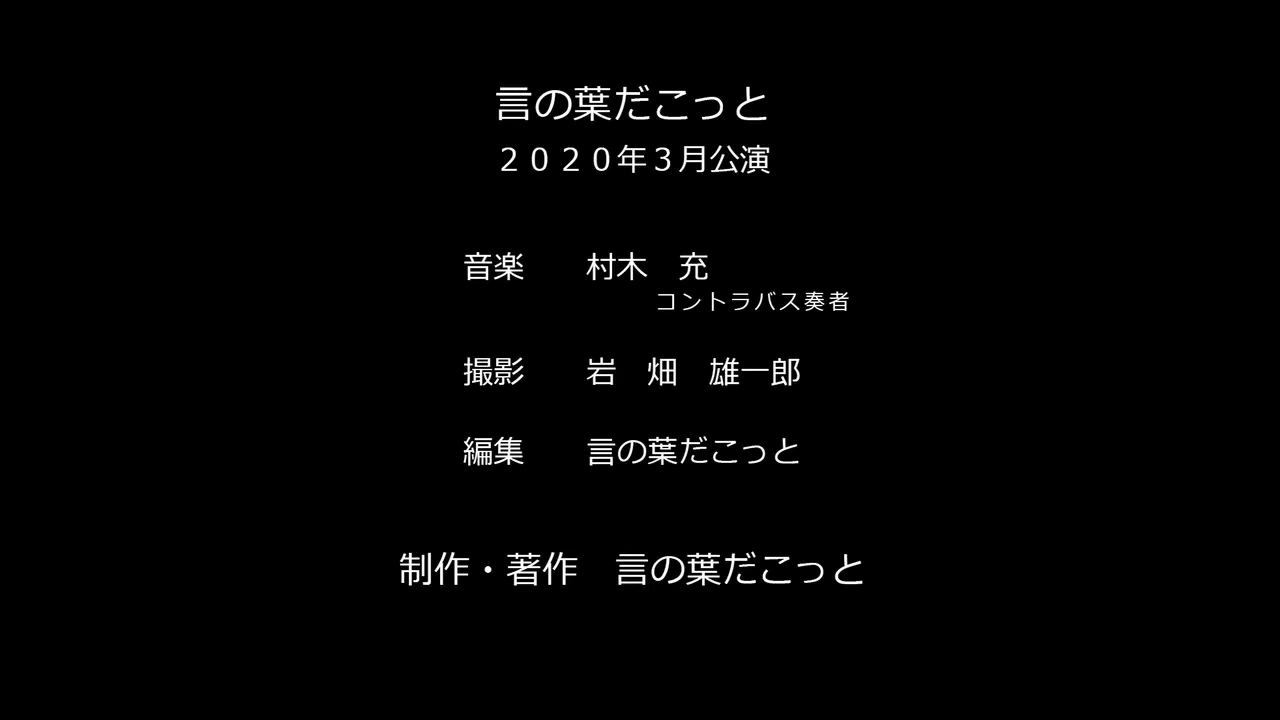 言の葉だこっと
２０２０年３月公演
音楽　　村木　充
コントラバス奏者
撮影　　岩　畑　雄一郎
編集　　言の葉だこっと
制作・著作　言の葉だこっと